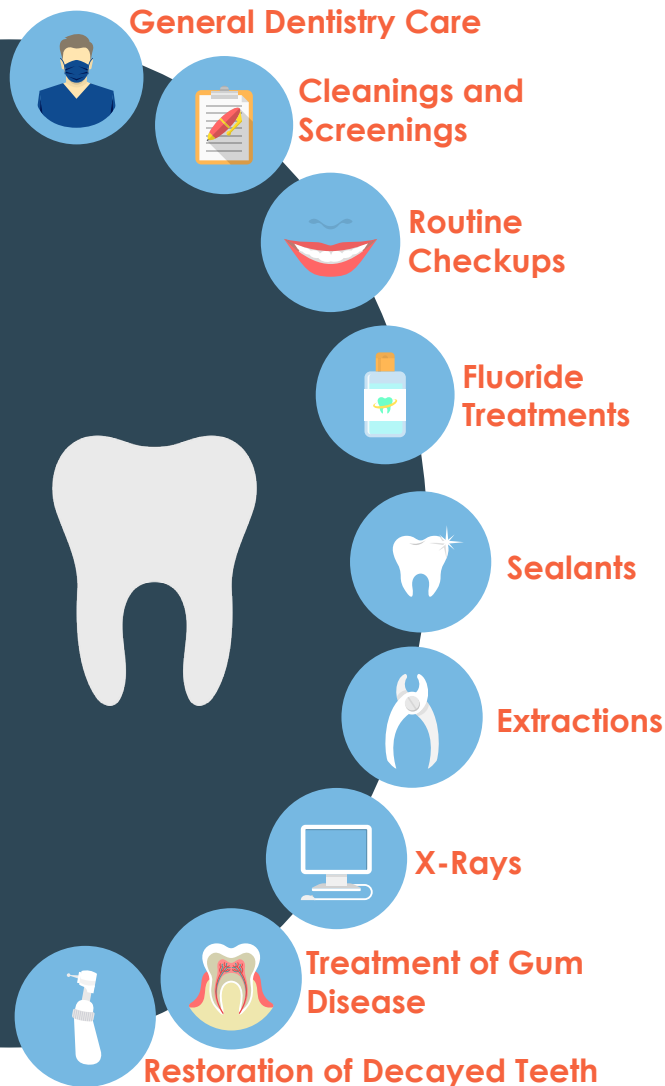 General Dentistry Care
Cleanings and
Screenings
Routine
Checkups
Fluoride
Treatments
Sealants
Extractions
X-Rays
Treatment of Gum
Disease
Restoration of Decayed Teeth